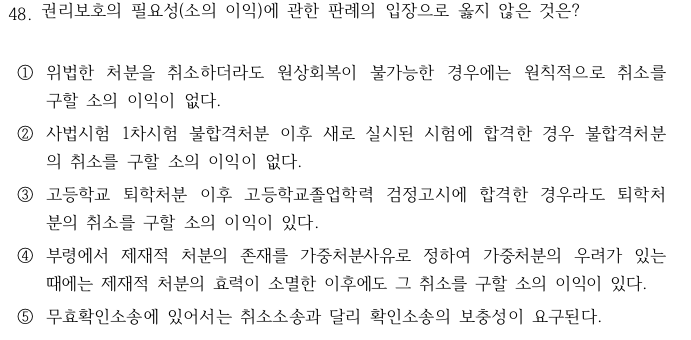 48. 권리보호의 필요성(소의 이익)에 관한 판례의 입장으로 옳지 않은 것은?
① 위법한 처분을 취소하더라도 원상회복이 불가능한 경우에는 원칙적으로 취소를
구할 소의 이익이 없다.
② 사법시험 1차시험 불합격처분 이후 새로 실시된 시험에 합격한 경우 불합격처분
의 취소를 구할 소의 이익이 없다.
③ 고등학교 퇴학처분 이후 고등학교졸업학력 검정고시에 합격한 경우라도 퇴학처
분의 취소를 구할 소의 이익이 있다.
④ 부령에서 제재적 처분의 존재를 가중처분사유로 정하여 가중처분의 우려가 있는
때에는 제재적 처분의 효력이 소멸한 이후에도 그 취소를 구할 소의 이익이 있다.
⑤ 무효확인소송에 있어서는 취소소송과 달리 확인소송의 보충성이 요구된다.